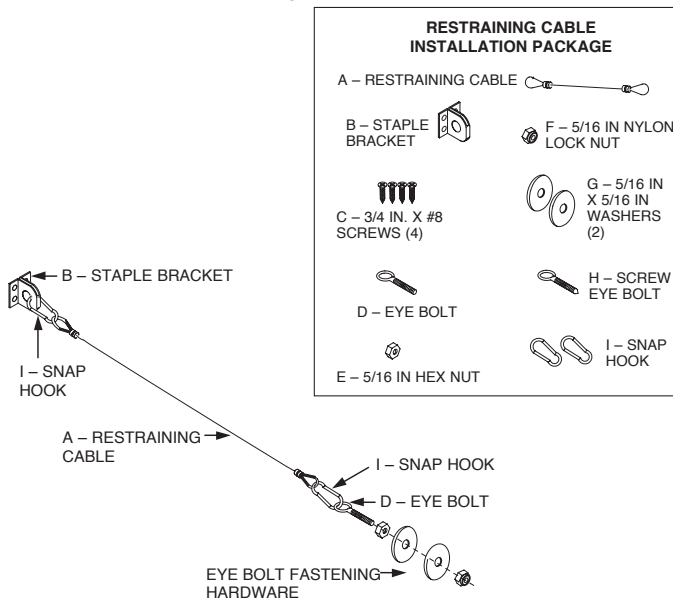 RESTRAINING CABLE
INSTALLATION PACKAGE
A – RESTRAINING CABLE
B – STAPLE
BRACKET
F – 5/16 IN NYLON
LOCK NUT
C – 3/4 IN. X #8
SCREWS (4)
G – 5/16 IN
X 5/16 IN
WASHERS
(2)
D – EYE BOLT
H – SCREW
EYE BOLT
E – 5/16 IN HEX NUT
I – SNAP
HOOK
B – STAPLE BRACKET
I – SNAP
HOOK
A – RESTRAINING
CABLE
I – SNAP HOOK
D – EYE BOLT
EYE BOLT FASTENING
HARDWARE